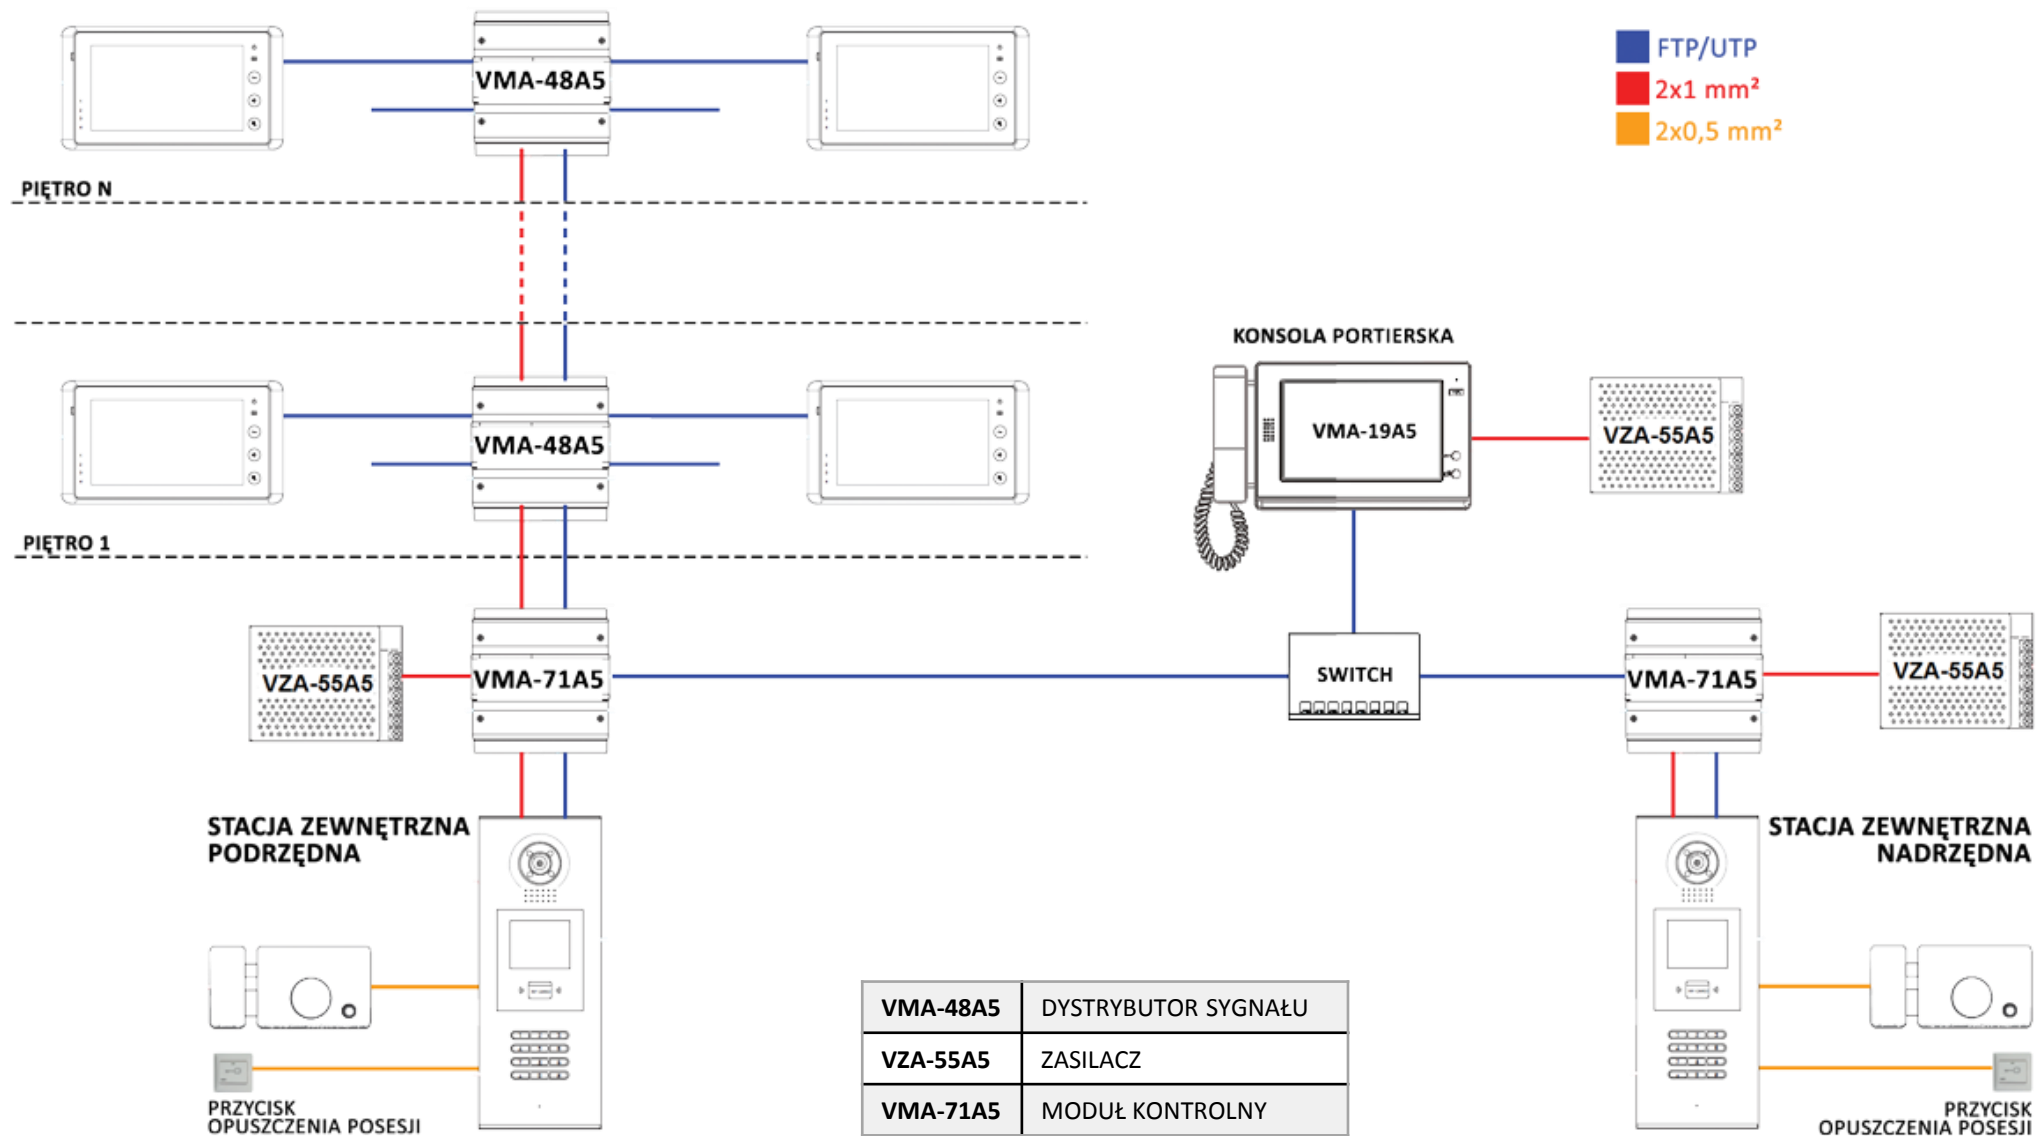 VMA-48A5
FTP/UTP
2x1 mm²
2x0,5 mm²
PIĘTRO N
KONSOLA PORTIERSKA
VMA-48A5
VMA-19A5
VZA-55A5
PIĘTRO 1
VZA-55A5
VMA-71A5
SWITCH
VMA-71A5
VZA-55A5
STACJA ZEWNĘTRZNA
PODRZĘDNA
STACJA ZEWNĘTRZNA
NADRZĘDNA
VMA-48A5 DYSTRYBUTOR SYGNAŁU
VZA-55A5 ZASILACZ
VMA-71A5 MODUŁ KONTROLNY
PRZYCISK
OPUSZCZENIA POSESJI
PRZYCISK
OPUSZCZENIA POSESJI